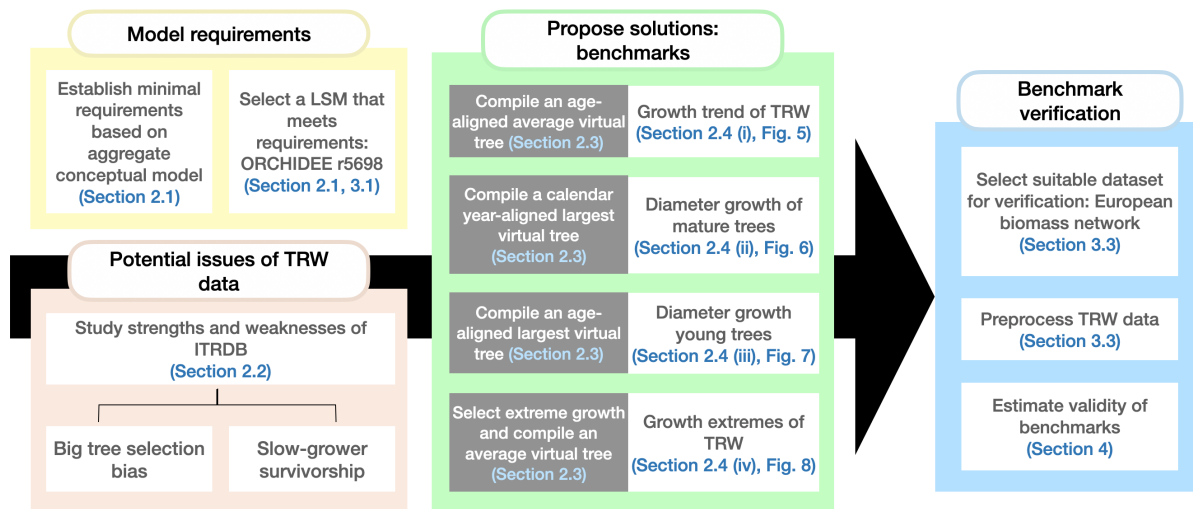 Model requirements
Establish minimal
requirements
based on
aggregate
conceptual model
(Section 2.1)
Select a LSM that
meets
requirements:
ORCHIDEE r5698
(Section 2.1, 3.1)
Potential issues of TRW
data
Study strengths and weaknesses of
ITRDB
(Section 2.2)
Big tree selection
bias
Slow-grower
survivorship
Propose solutions:
benchmarks
Compile an age-
aligned average virtual
tree (Section 2.3)
Growth trend of TRW
(Section 2.4 (i), Fig. 5)
Compile a calendar
year-aligned largest
virtual tree
(Section 2.3)
Diameter growth of
mature trees
(Section 2.4 (ii), Fig. 6)
Compile an age-
aligned largest virtual
tree (Section 2.3)
Diameter growth
young trees
(Section 2.4 (iii), Fig. 7)
Select extreme growth
and compile an
average virtual tree
(Section 2.3)
Growth extremes of
TRW
(Section 2.4 (iv), Fig. 8)
Benchmark
verification
Select suitable dataset
for verification: European
biomass network
(Section 3.3)
Preprocess TRW data
(Section 3.3)
Estimate validity of
benchmarks
(Section 4)